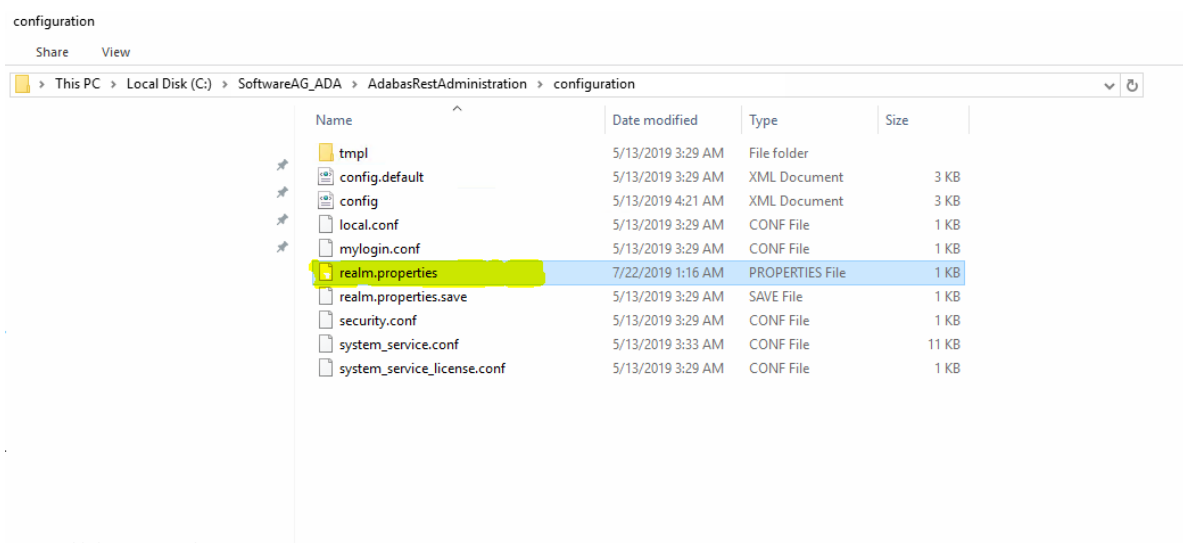 configuration
Share View
This PC > Local Disk (C:) > SoftwareAG_ADA > AdabasRestAdministration > configuration
Name Date modified Type Size
tmpl 5/13/2019 3:29 AM File folder
config.default 5/13/2019 3:29 AM XML Document 3 KB
config 5/13/2019 4:21 AM XML Document 3 KB
local.conf 5/13/2019 3:29 AM CONF File 1 KB
mylogin.conf 5/13/2019 3:29 AM CONF File 1 KB
realm.properties 7/22/2019 1:16 AM PROPERTIES File 1 KB
realm.properties.save 5/13/2019 3:29 AM SAVE File 1 KB
security.conf 5/13/2019 3:29 AM CONF File 1 KB
system_service.conf 5/13/2019 3:33 AM CONF File 11 KB
system_service_license.conf 5/13/2019 3:29 AM CONF File 1 KB